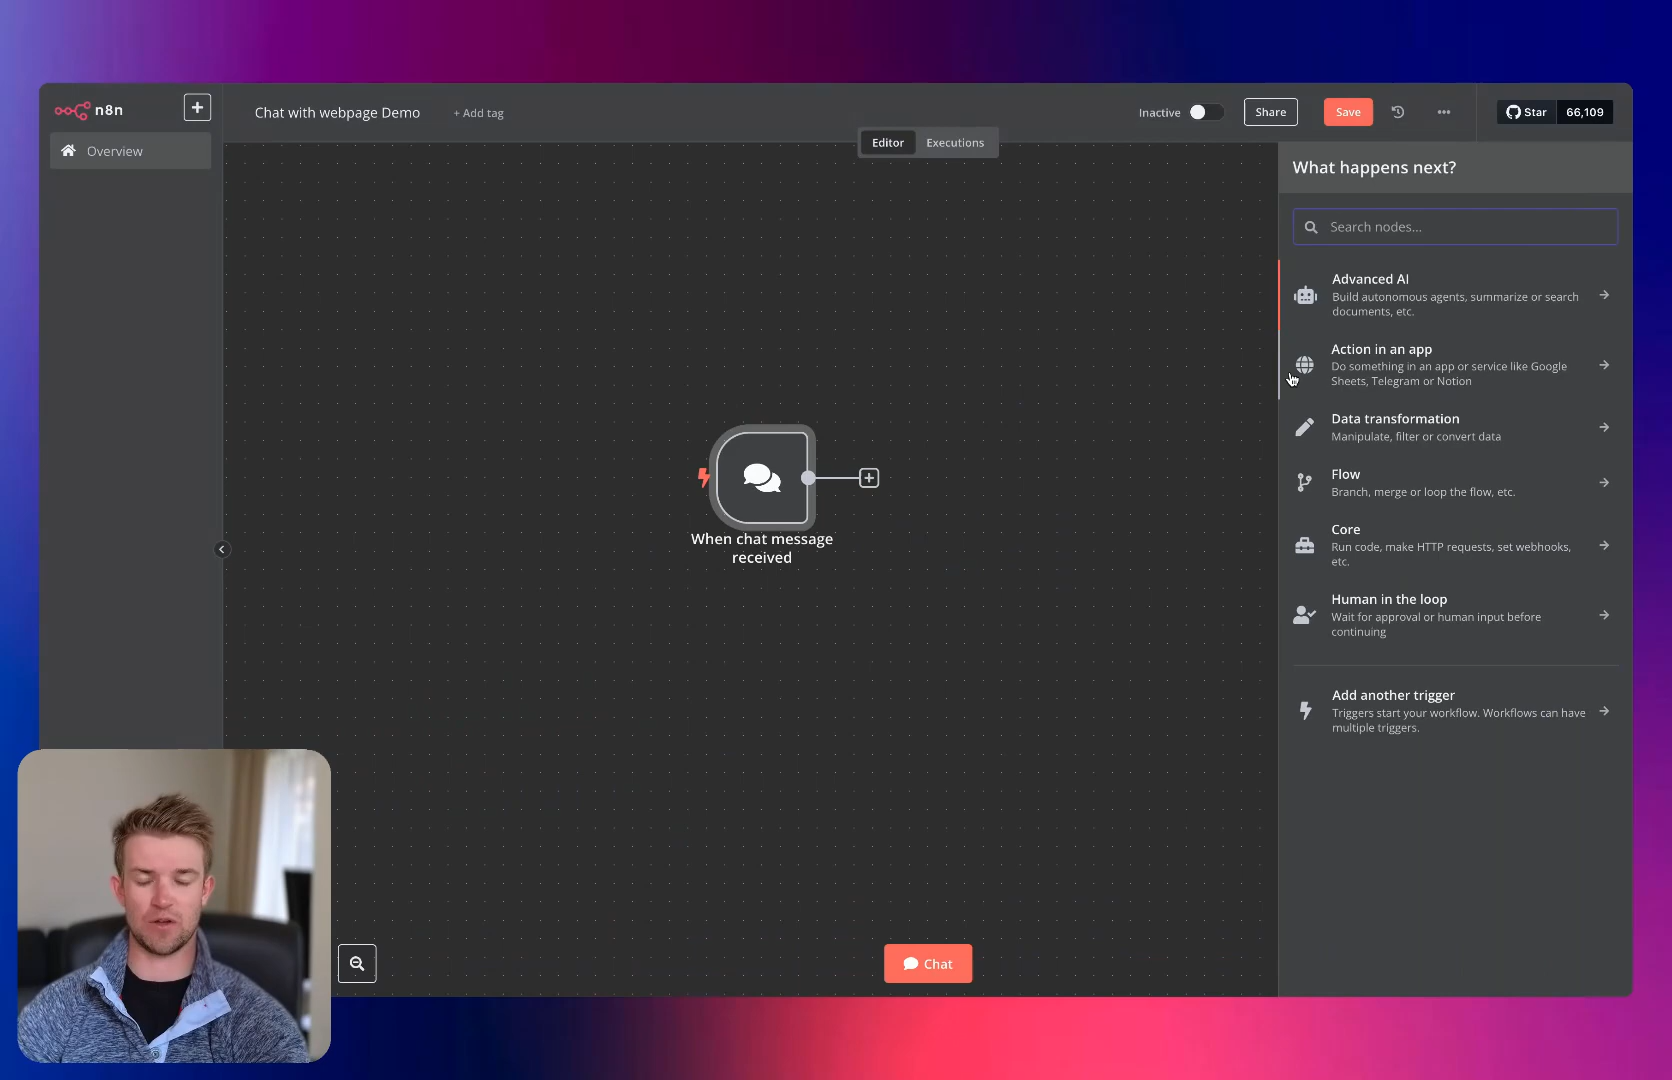 n8n
Overview
Chat with webpage Demo
+ Add tag
Inactive
Share
Save
Star
66,109
Editor
Executions
What happens next?
Search nodes...
Advanced AI
Build autonomous agents, summarize or search
documents, etc.
Action in an app
Do something in an app or service like Google
Sheets, Telegram or Notion
Data transformation
Manipulate, filter or convert data
Flow
Branch, merge or loop the flow, etc.
Core
Run code, make HTTP requests, set webhooks,
etc.
Human in the loop
Wait for approval or human input before
continuing
Add another trigger
Triggers start your workflow. Workflows can have
multiple triggers.
When chat message
received
Chat